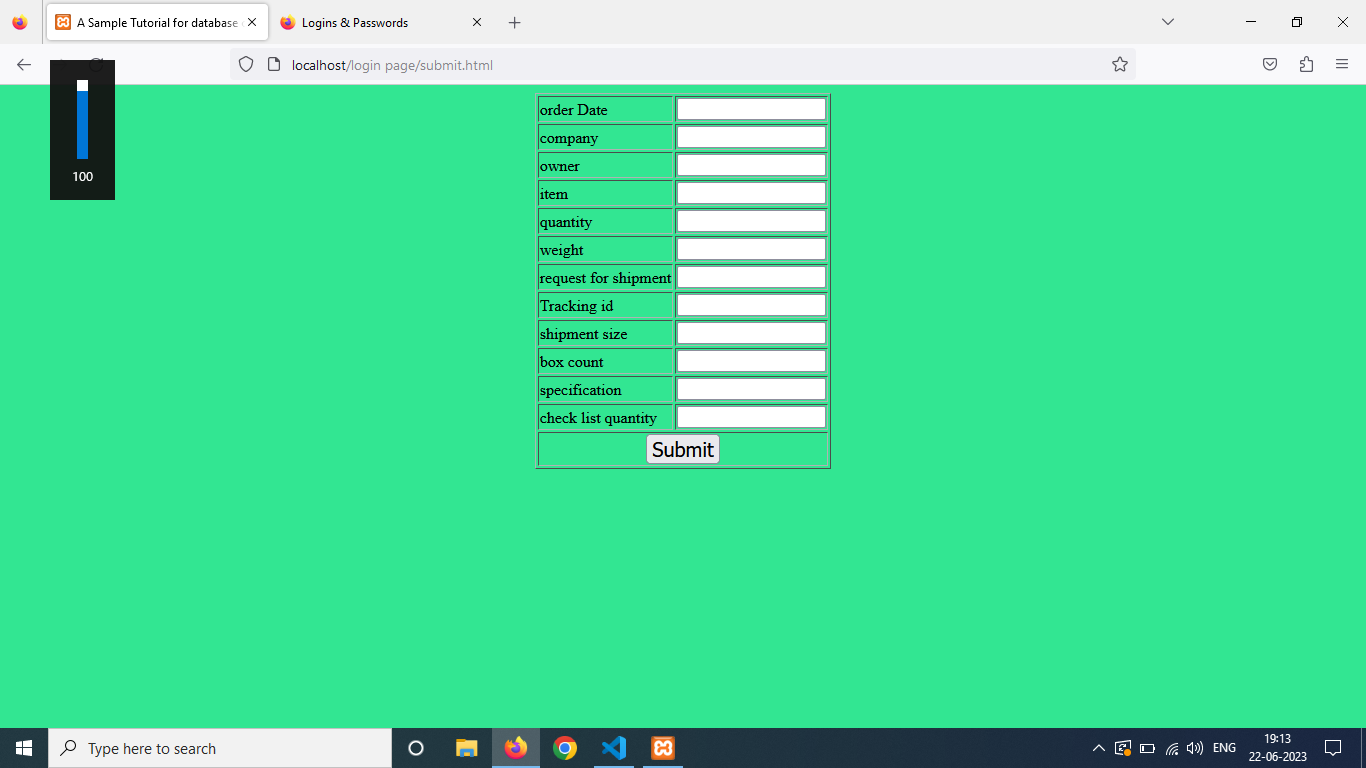 A Sample Tutorial for database
Logins & Passwords
localhost/login page/submit.html
100
order Date
company
owner
item
quantity
weight
request for shipment
Tracking id
shipment size
box count
specification
check list quantity
Submit
Type here to search
ENG
19:13
22-06-2023